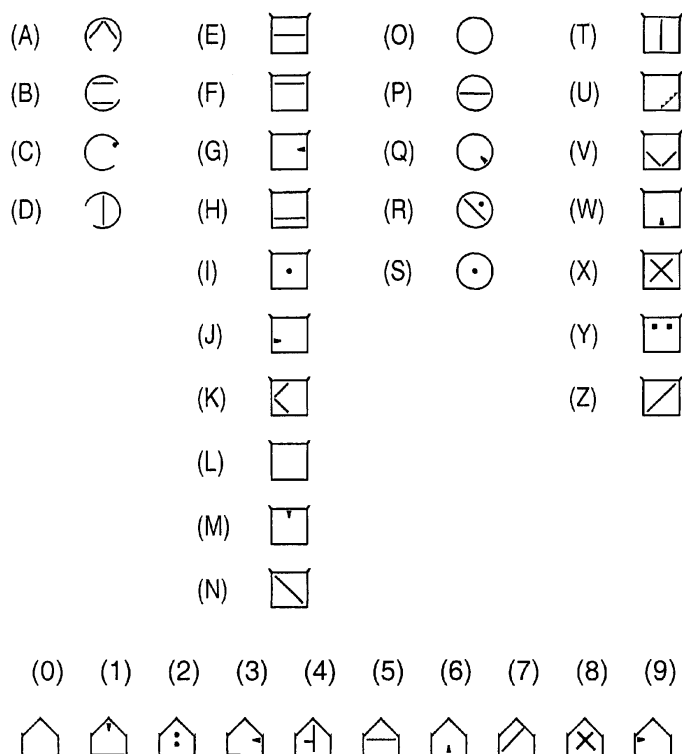 (A) (E) (O) (T)
(B) (F) (P) (U)
(C) (G) (Q) (V)
(D) (H) (R) (W)
(I) (S) (X)
(J) (Y)
(K) (Z)
(L)
(M)
(N)
(0) (1) (2) (3) (4) (5) (6) (7) (8) (9)